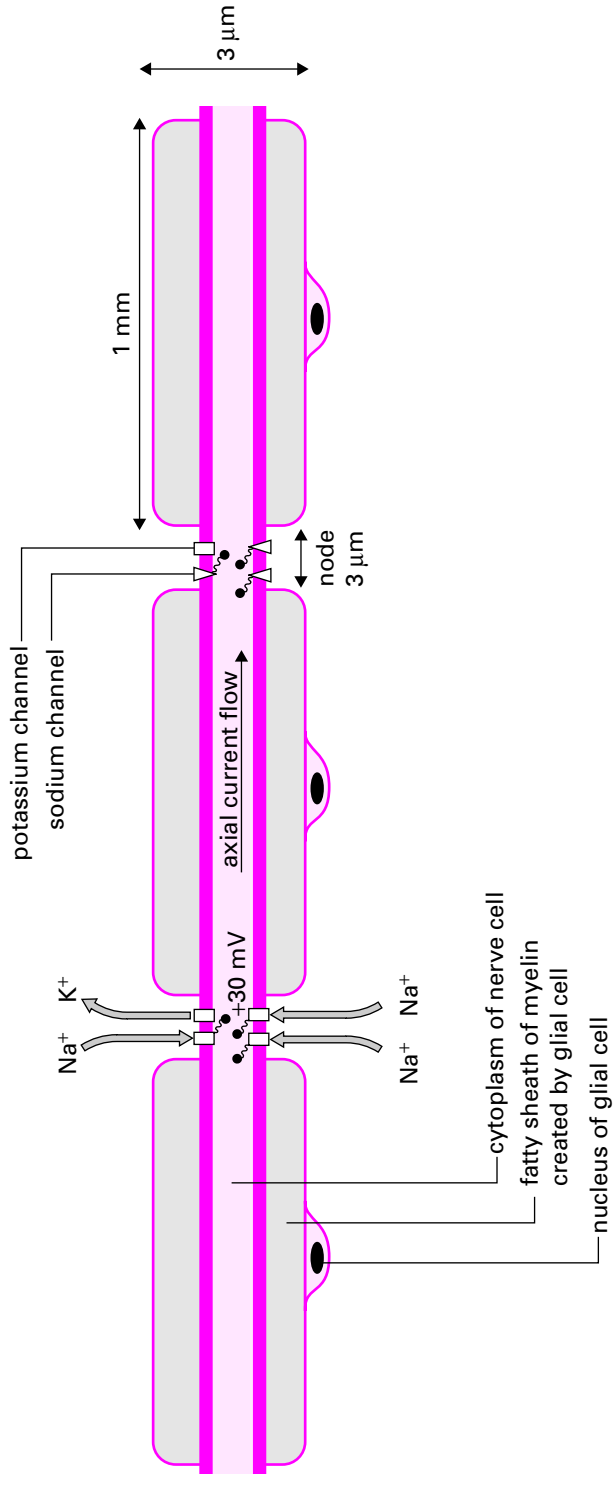 potassium channel
sodium channel
1 mm
3 µm
Na⁺
K⁺
+30 mV
axial current flow
node
3 µm
Na⁺
Na⁺
cytoplasm of nerve cell
fatty sheath of myelin
created by glial cell
nucleus of glial cell